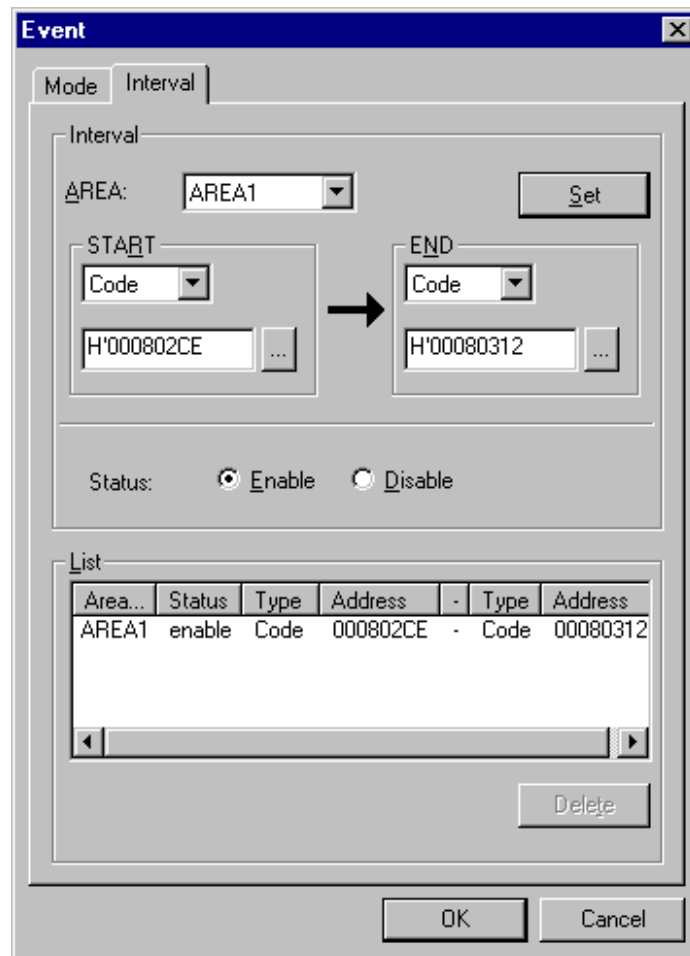 Event
Mode Interval
Interval
AREA: AREA1 Set
START END
Code Code
H'000802CE ... H'00080312 ...
Status: Enable Disable
List
Area... Status Type Address - Type Address
AREA1 enable Code 000802CE - Code 00080312
Delete
OK Cancel